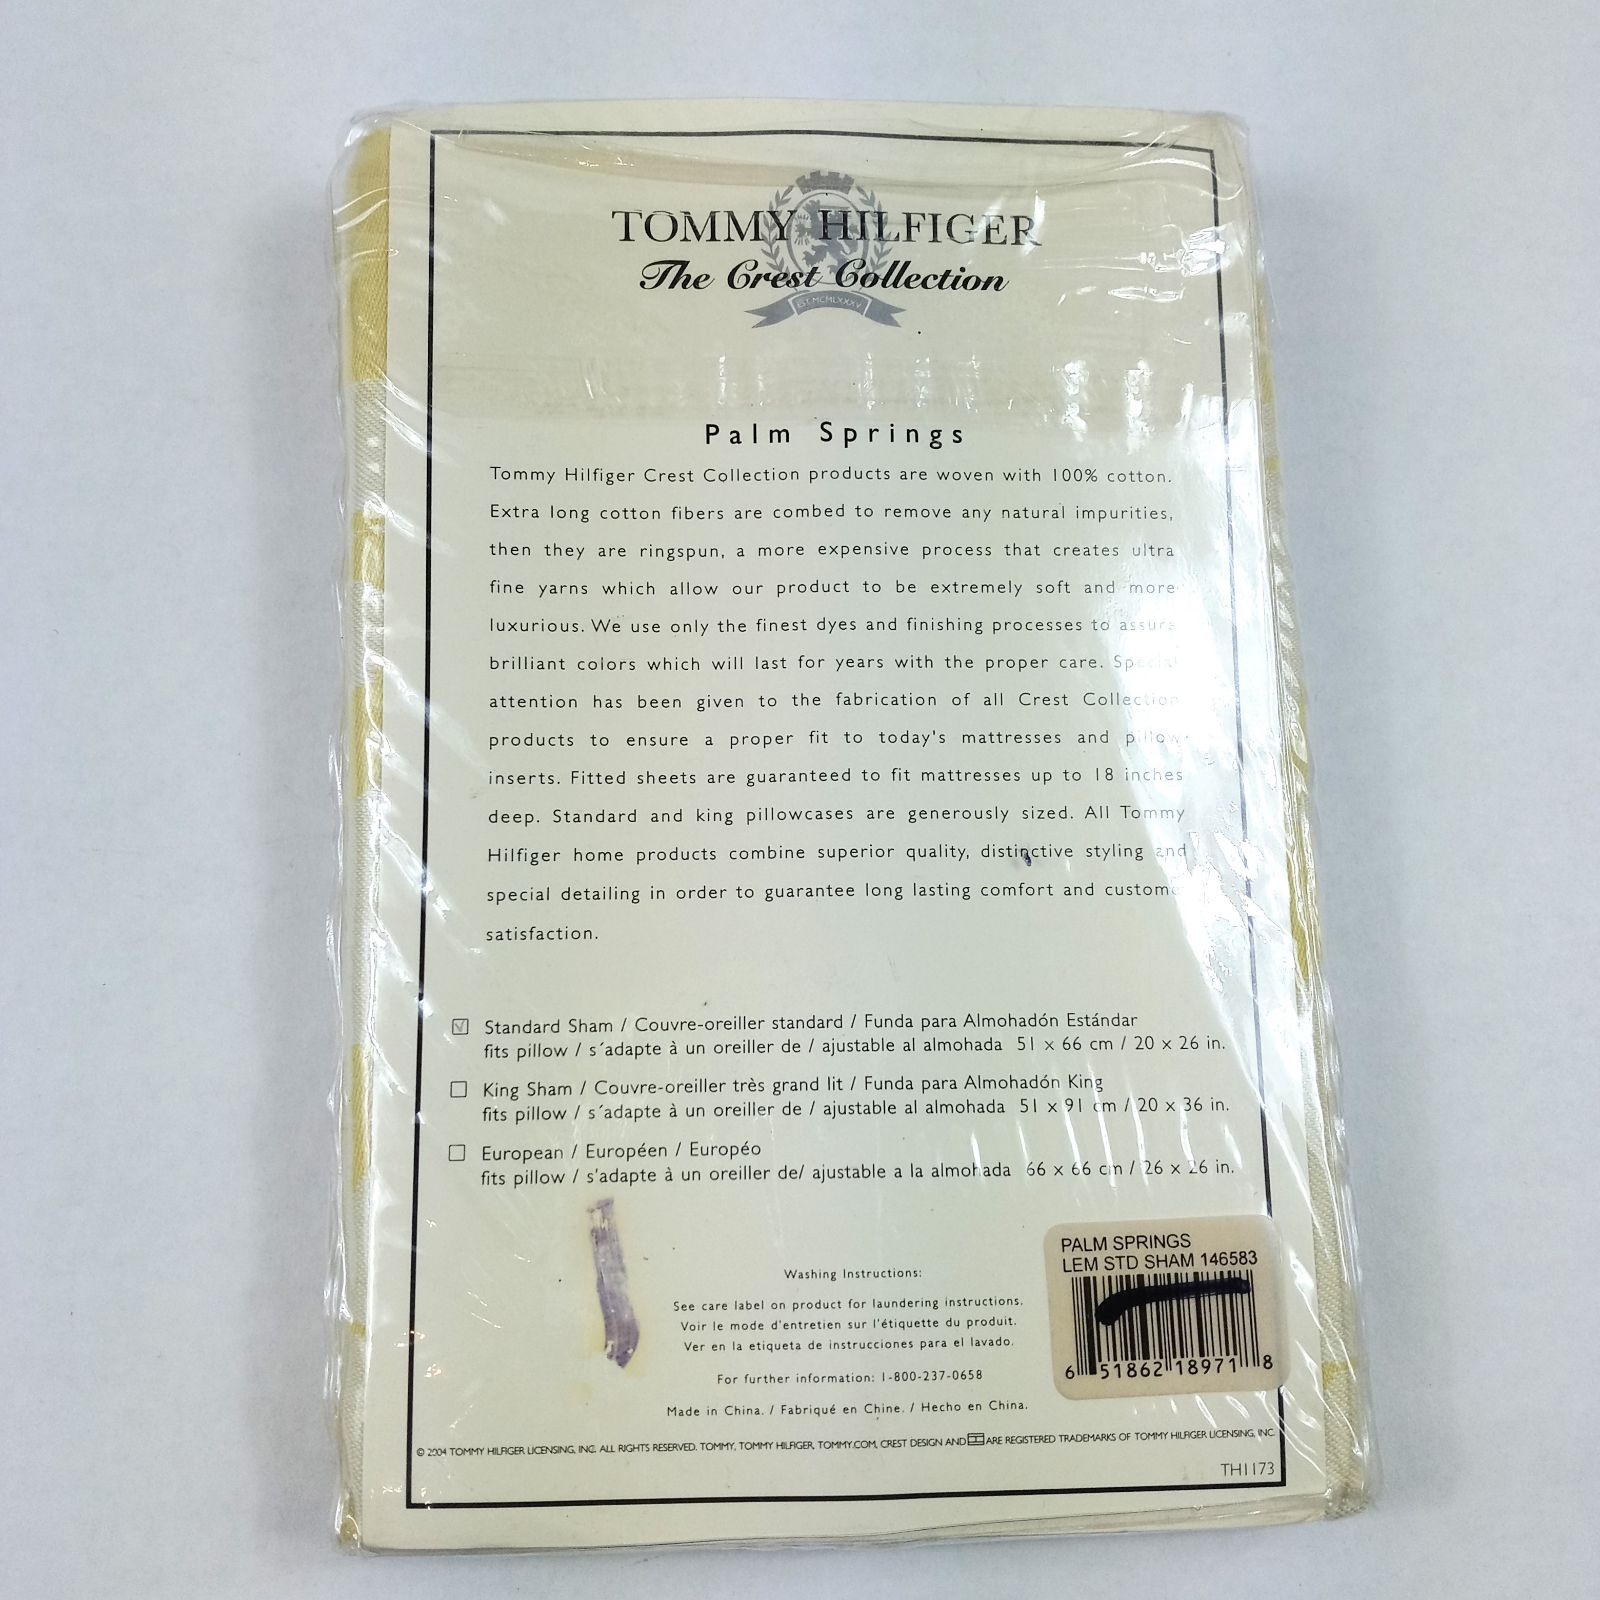 TOMMY HILFIGER
The Crest Collection
EST MCMLXXXV
Palm Springs
Tommy Hilfiger Crest Collection products are woven with 100% cotton.
Extra long cotton fibers are combed to remove any natural impurities,
then they are ringspun, a more expensive process that creates ultra
fine yarns which allow our product to be extremely soft and more
luxurious. We use only the finest dyes and finishing processes to assure
brilliant colors which will last for years with the proper care. Special
attention has been given to the fabrication of all Crest Collection
products to ensure a proper fit to today's mattresses and pillow
inserts. Fitted sheets are guaranteed to fit mattresses up to 18 inches
deep. Standard and king pillowcases are generously sized. All Tommy
Hilfiger home products combine superior quality, distinctive styling and
special detailing in order to guarantee long lasting comfort and custome
satisfaction.
Standard Sham / Couvre-oreiller standard / Funda para Almohadón Estándar
fits pillow / s´adapte à un oreiller de / ajustable al almohada 51 x 66 cm / 20 x 26 in.
King Sham / Couvre-oreiller très grand lit / Funda para Almohadón King
fits pillow / s´adapte à un oreiller de / ajustable al almohada 51 x 91 cm / 20 x 36 in.
European / Européen / Européo
fits pillow / s'adapte à un oreiller de/ ajustable a la almohada 66 x 66 cm / 26 x 26 in.
Washing Instructions:
See care label on product for laundering instructions.
Voir le mode d'entretien sur l'étiquette du produit.
Ver en la etiqueta de instrucciones para el lavado.
For further information: 1-800-237-0658
Made in China. / Fabriqué en Chine. / Hecho en China.
PALM SPRINGS
LEM STD SHAM 146583
6 51862 18971 8
© 2004 TOMMY HILFIGER LICENSING, INC. ALL RIGHTS RESERVED. TOMMY, TOMMY HILFIGER, TOMMY.COM, CREST DESIGN AND ARE REGISTERED TRADEMARKS OF TOMMY HILFIGER LICENSING, INC.
TH1173